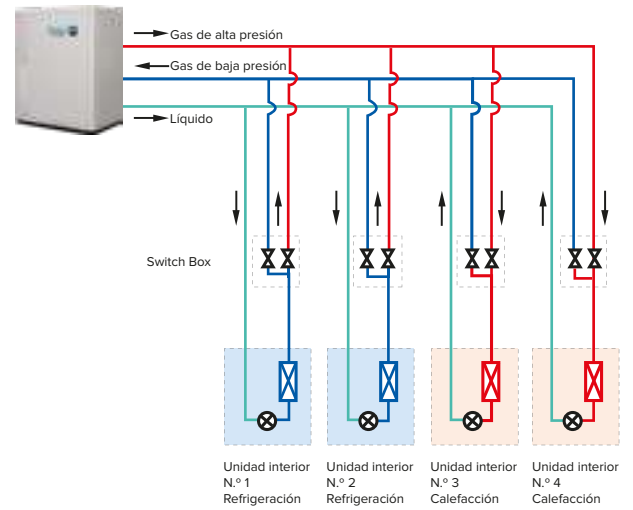 Gas de alta presión
Gas de baja presión
Líquido
Switch Box
Unidad interior
N.º 1
Refrigeración
Unidad interior
N.º 2
Refrigeración
Unidad interior
N.º 3
Calefacción
Unidad interior
N.º 4
Calefacción